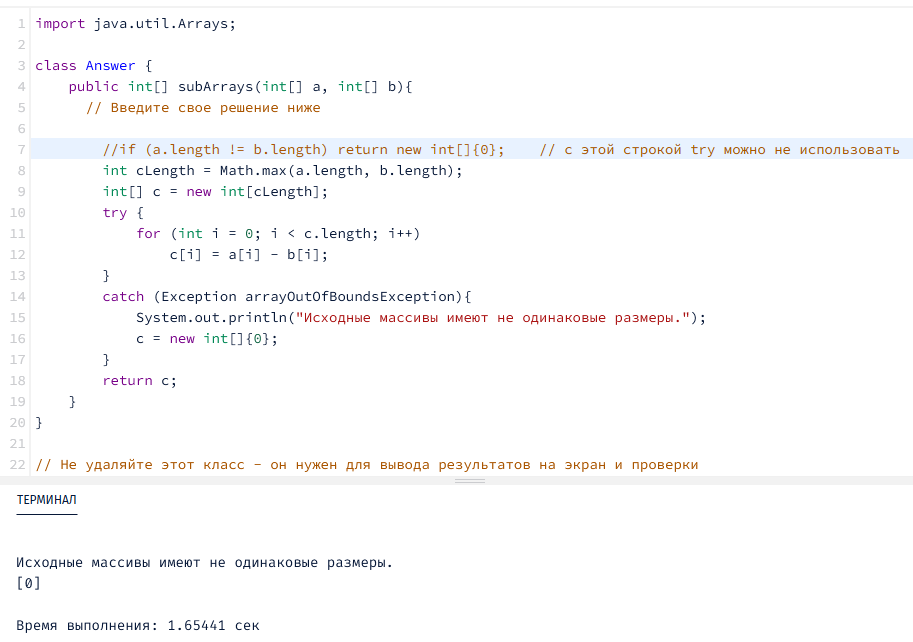 1 import java.util.Arrays;
2
3 class Answer {
4     public int[] subArrays(int[] a, int[] b){
5       // Введите свое решение ниже
6
7         //if (a.length != b.length) return new int[]{0};    // с этой строкой try можно не использовать
8         int cLength = Math.max(a.length, b.length);
9         int[] c = new int[cLength];
10         try {
11             for (int i = 0; i < c.length; i++)
12                 c[i] = a[i] - b[i];
13         }
14         catch (Exception arrayOutOfBoundsException){
15             System.out.println("Исходные массивы имеют не одинаковые размеры.");
16             c = new int[]{0};
17         }
18         return c;
19     }
20 }
21
22 // Не удаляйте этот класс - он нужен для вывода результатов на экран и проверки
ТЕРМИНАЛ
Исходные массивы имеют не одинаковые размеры.
[0]
Время выполнения: 1.65441 сек